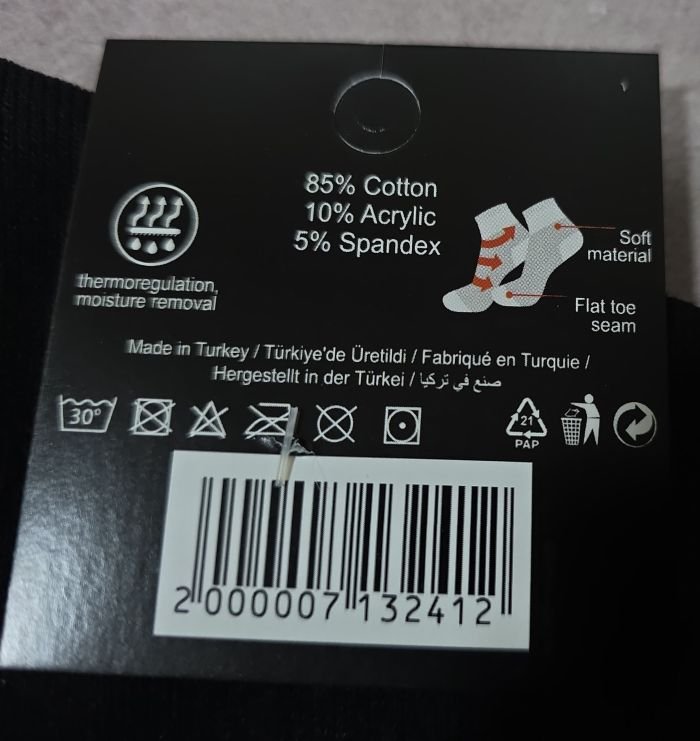 85% Cotton
10% Acrylic
5% Spandex
thermoregulation,
moisture removal
Soft
material
Flat toe
seam
Made in Turkey / Türkiye'de Üretildi / Fabriqué en Turquie /
Hergestellt in der Türkei / صنع في تركيا
30°
21
PAP
2 000007 132412